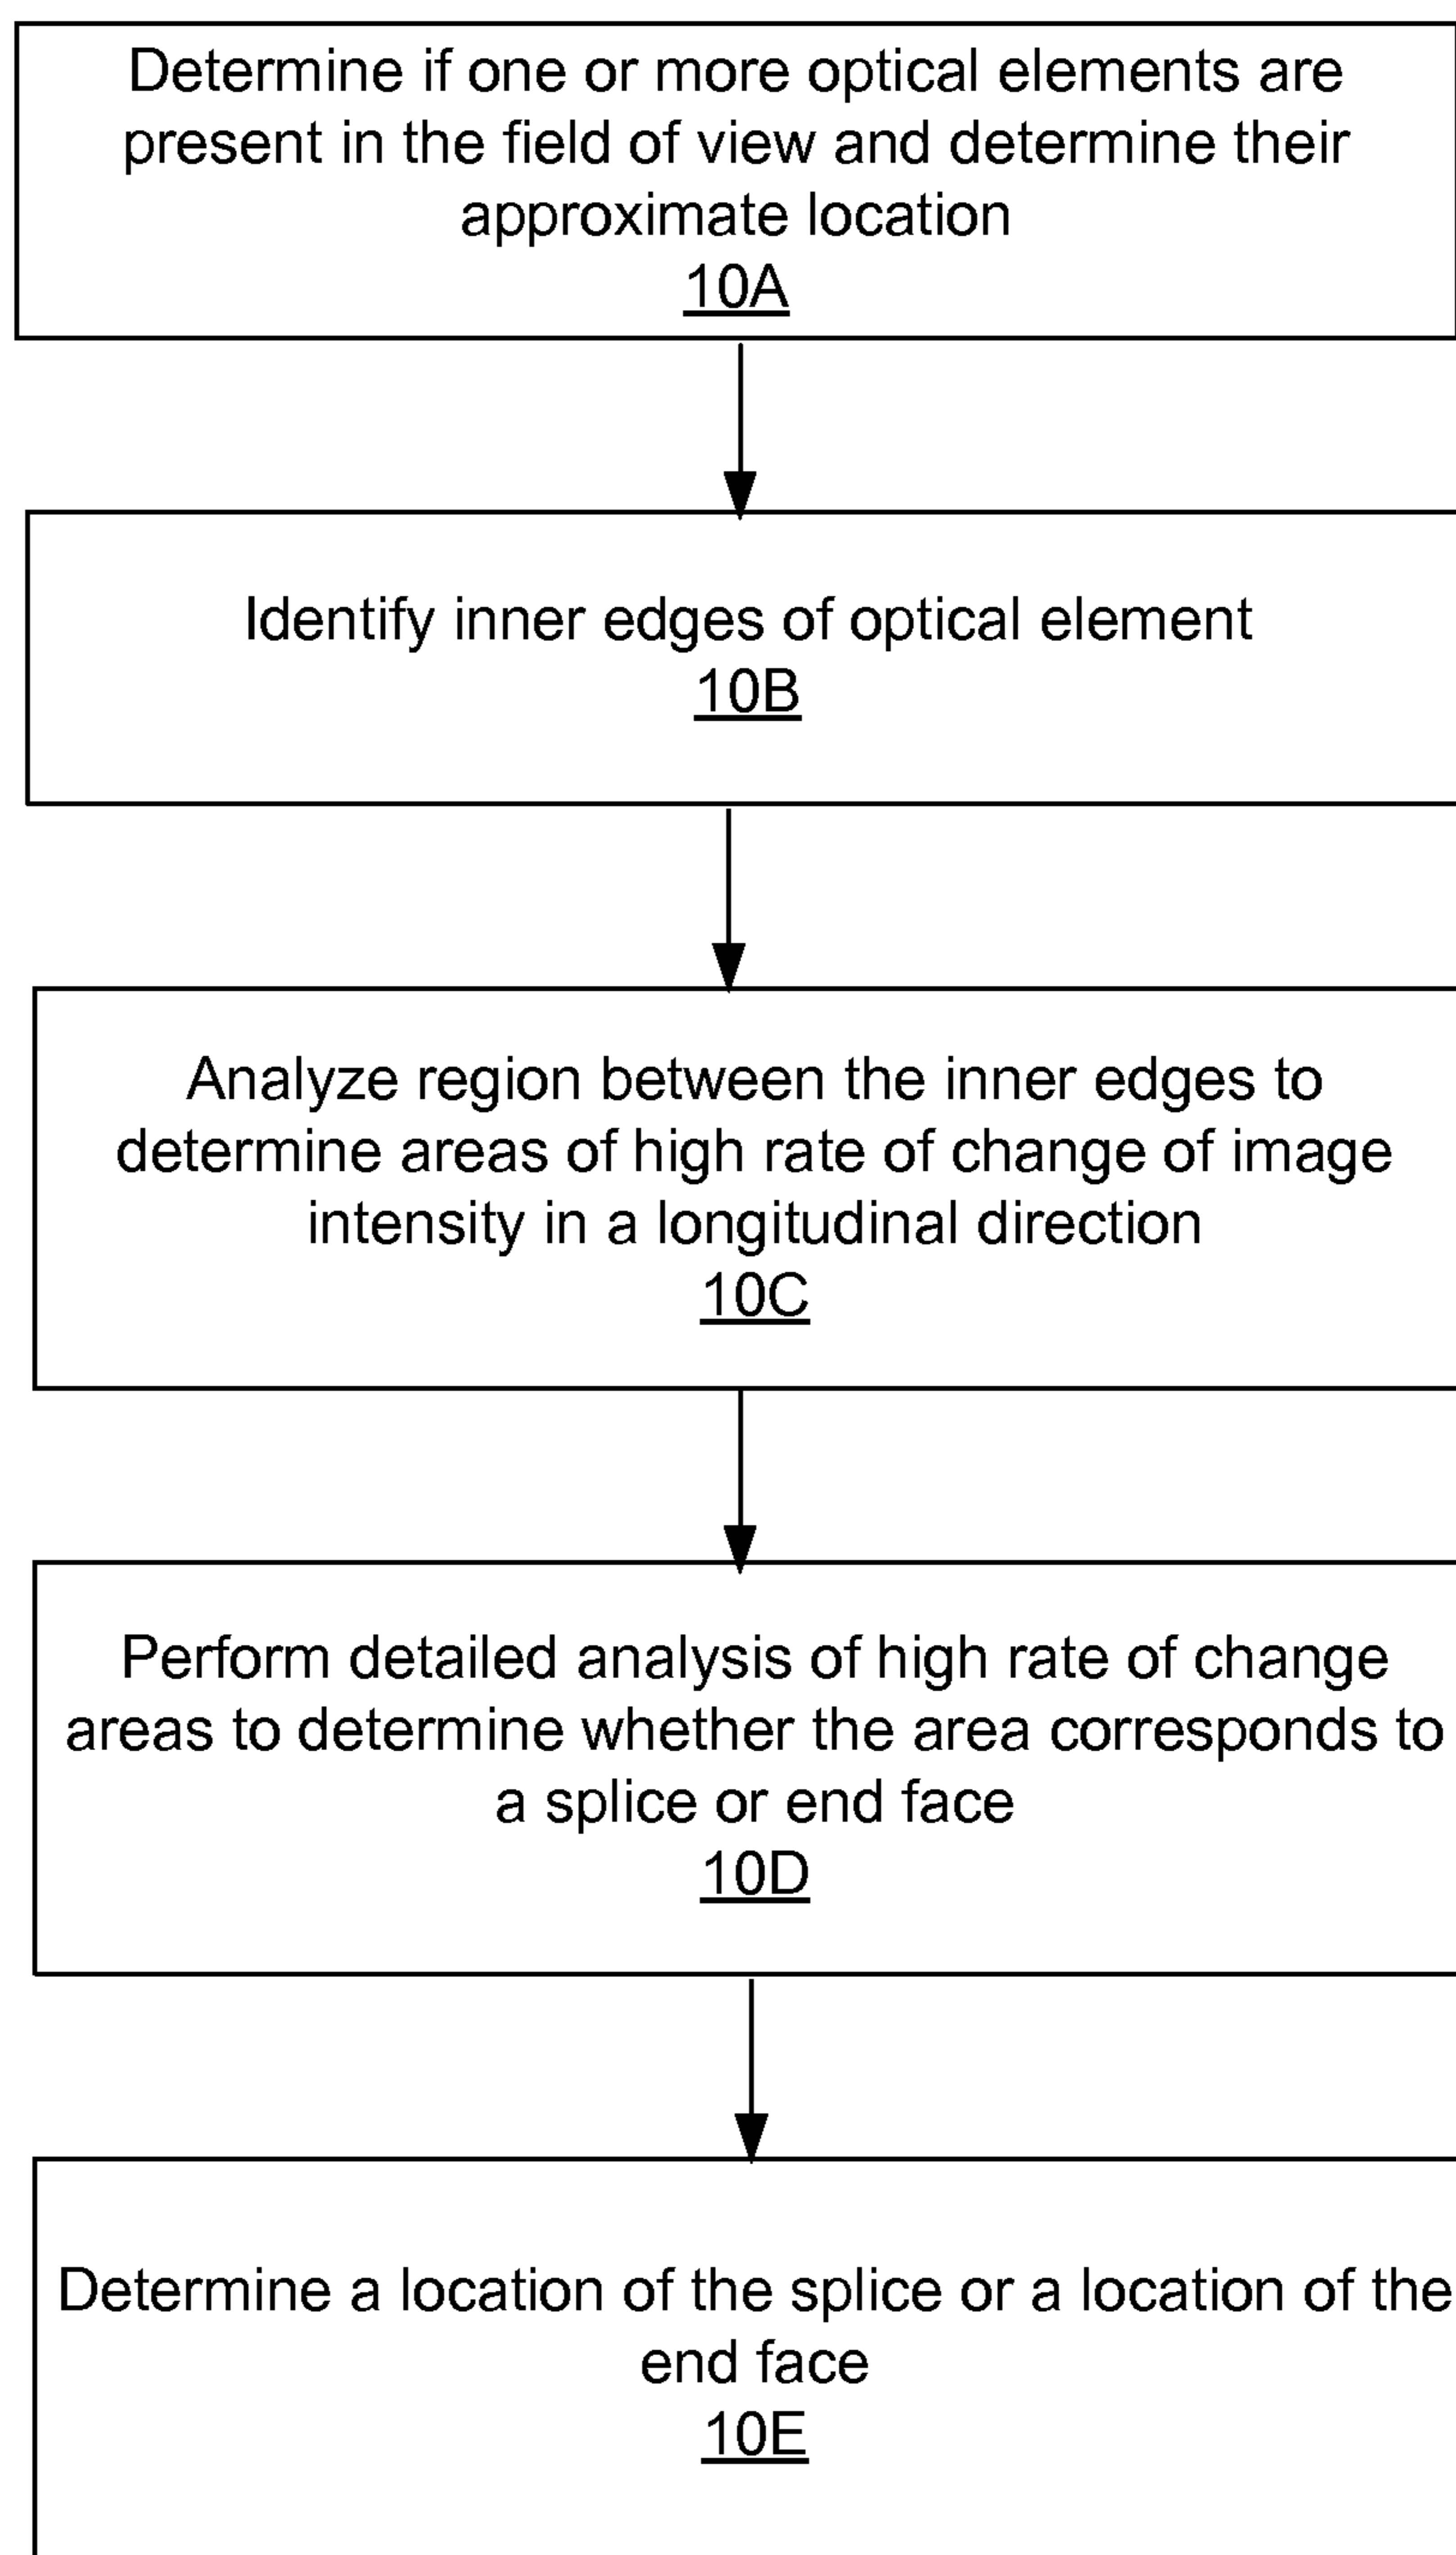 Determine if one or more optical elements are
present in the field of view and determine their
approximate location
10A
Identify inner edges of optical element
10B
Analyze region between the inner edges to
determine areas of high rate of change of image
intensity in a longitudinal direction
10C
Perform detailed analysis of high rate of change
areas to determine whether the area corresponds to
a splice or end face
10D
Determine a location of the splice or a location of the
end face
10E